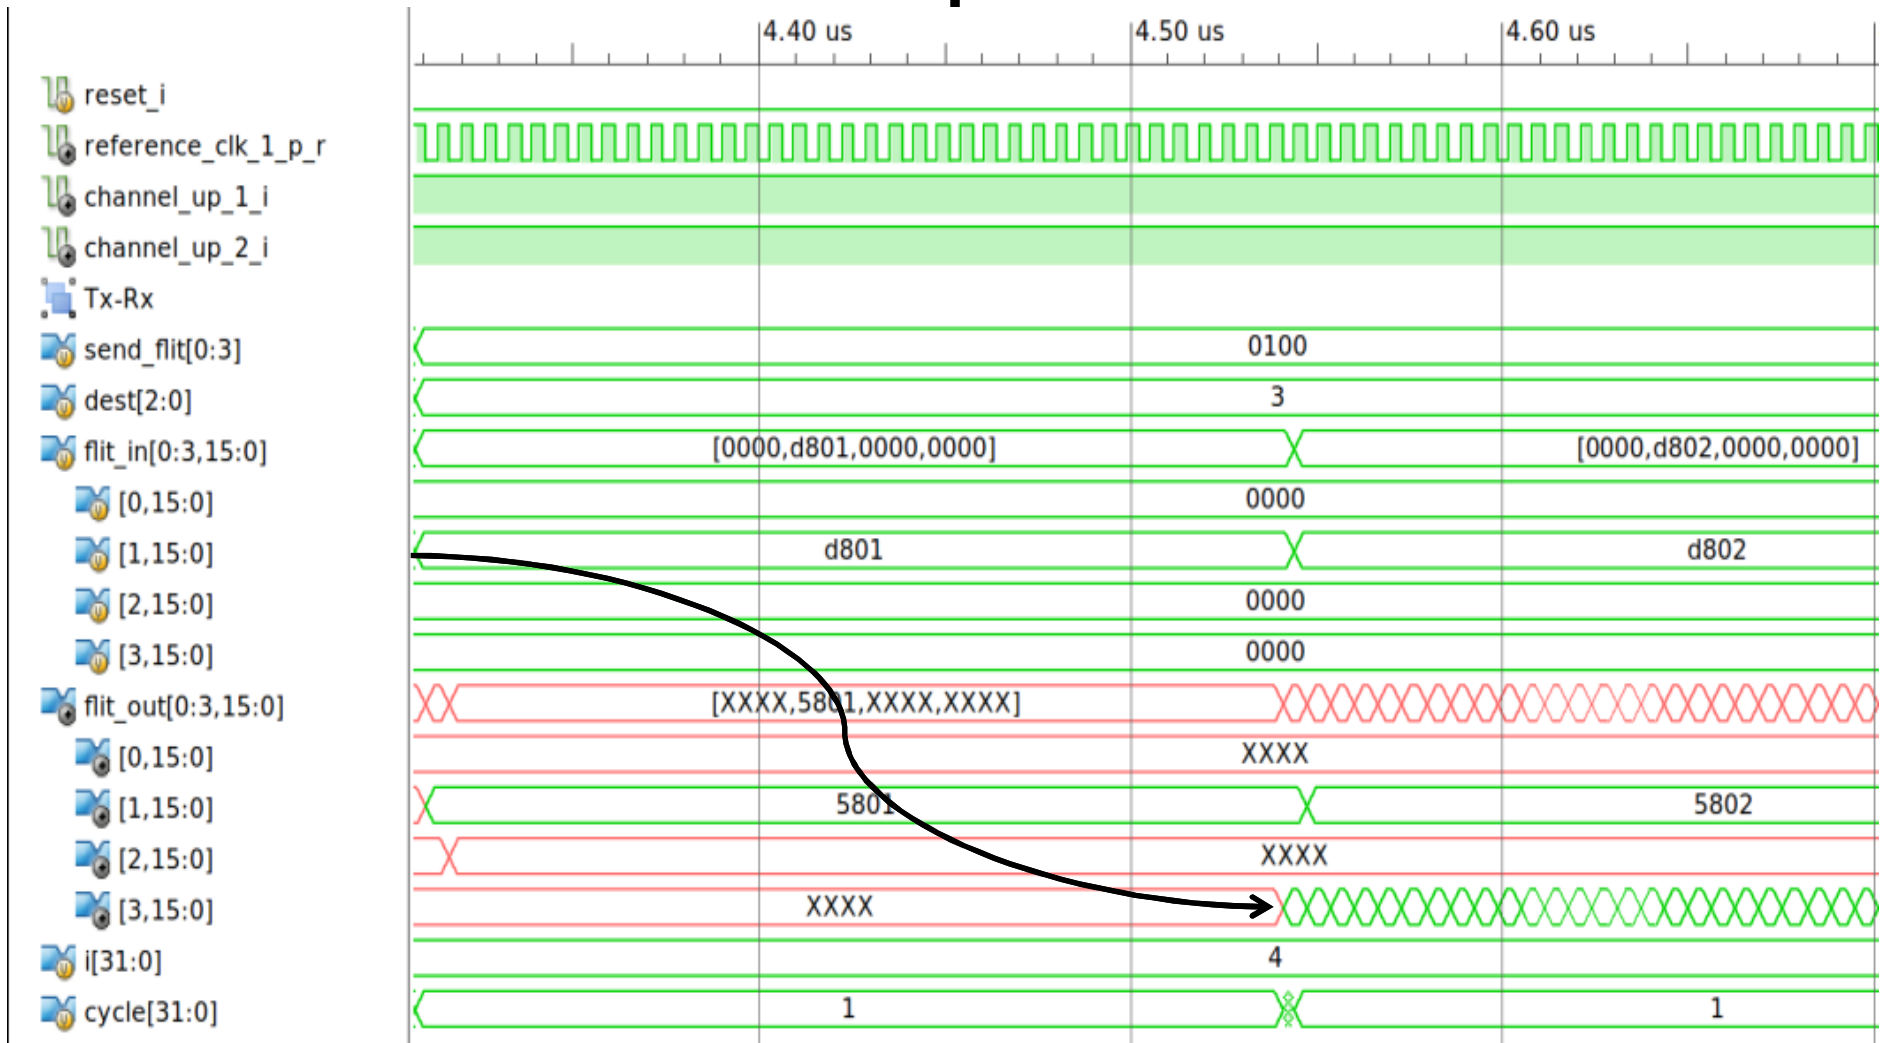 4.40 us 4.50 us 4.60 us
reset_i
reference_clk_1_p_r
channel_up_1_i
channel_up_2_i
Tx-Rx
send_flit[0:3] 0100
dest[2:0] 3
flit_in[0:3,15:0] [0000,d801,0000,0000] [0000,d802,0000,0000]
[0,15:0] 0000
[1,15:0] d801 d802
[2,15:0] 0000
[3,15:0] 0000
flit_out[0:3,15:0] [XXXX,5801,XXXX,XXXX]
[0,15:0] XXXX
[1,15:0] 5801 5802
[2,15:0] XXXX
[3,15:0] XXXX
i[31:0] 4
cycle[31:0] 1 1